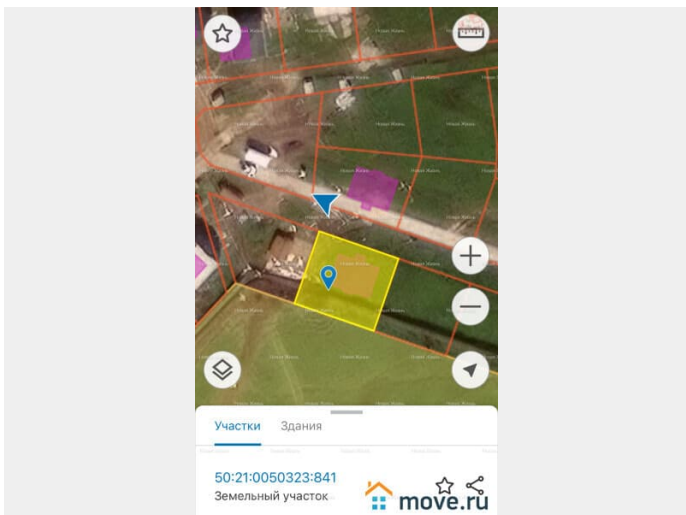 Участки Здания
50:21:0050323:841
Земельный участок
move.ru